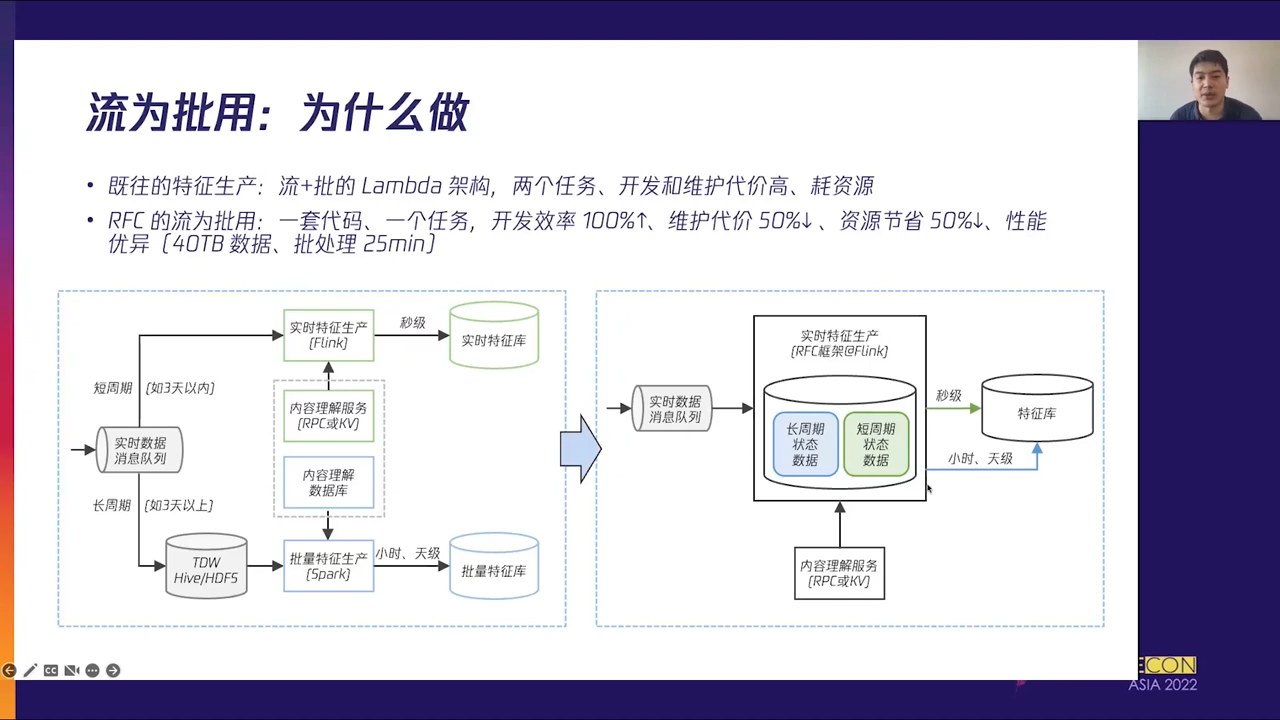 流为批用：为什么做
• 既往的特征生产：流+批的 Lambda 架构，两个任务、开发和维护代价高、耗资源
• RFC 的流为批用：一套代码、一个任务，开发效率 100%↑、维护代价 50%↓ 、资源节省 50%↓、性能
优异〔40TB 数据、批处理 25min〕
短周期 〔如3天以内〕
实时数据
消息队列
长周期 〔如3天以上〕
TDW
Hive/HDFS
实时特征生产
〔Flink〕
内容理解服务
〔RPC或KV〕
内容理解
数据库
批量特征生产
〔Spark〕
秒级
实时特征库
小时、天级
批量特征库
实时数据
消息队列
实时特征生产
〔RFC框架@Flink〕
长周期
状态
数据
短周期
状态
数据
内容理解服务
〔RPC或KV〕
秒级
特征库
小时、天级
CC
ECON
ASIA 2022